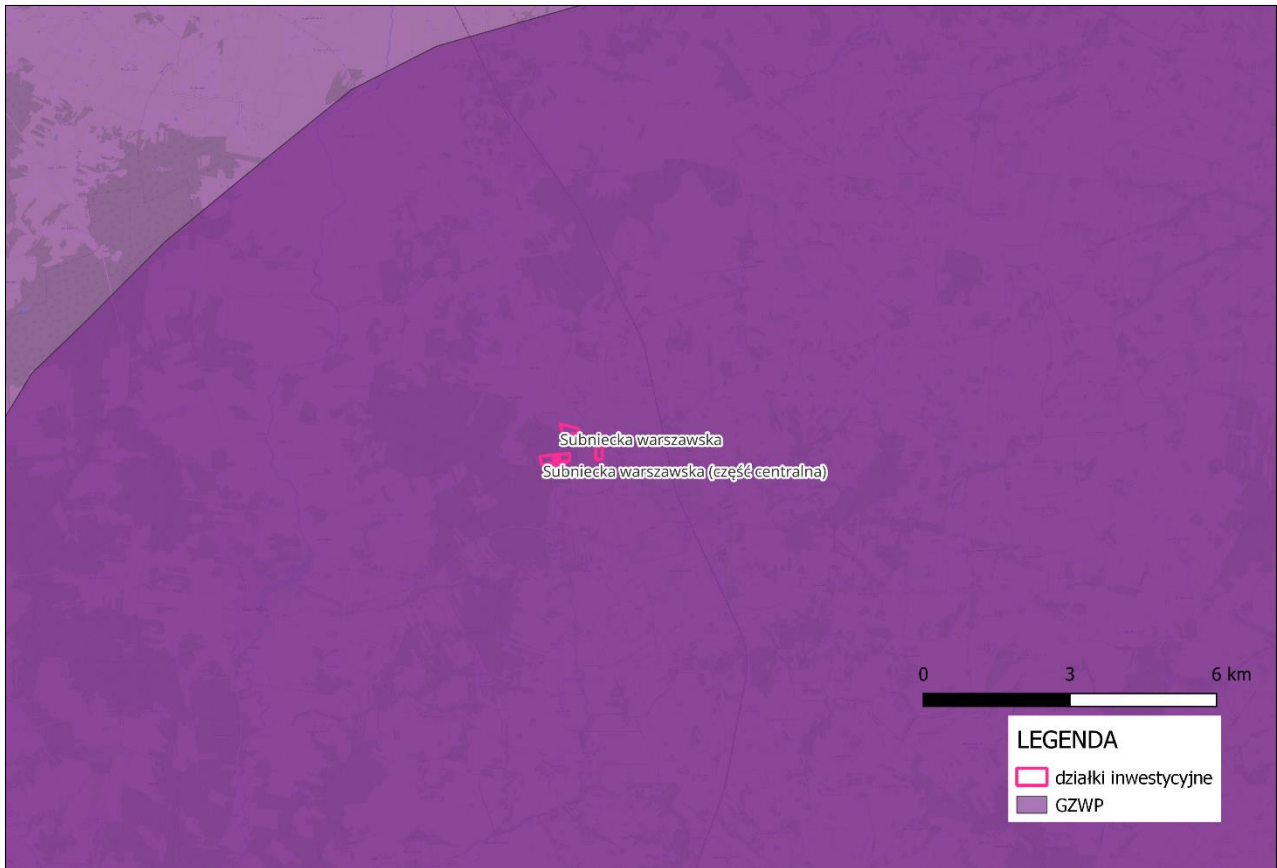 Subniecka warszawska
Subniecka warszawska (część centralna)
0 3 6 km
LEGENDA
działki inwestycyjne
GZWP